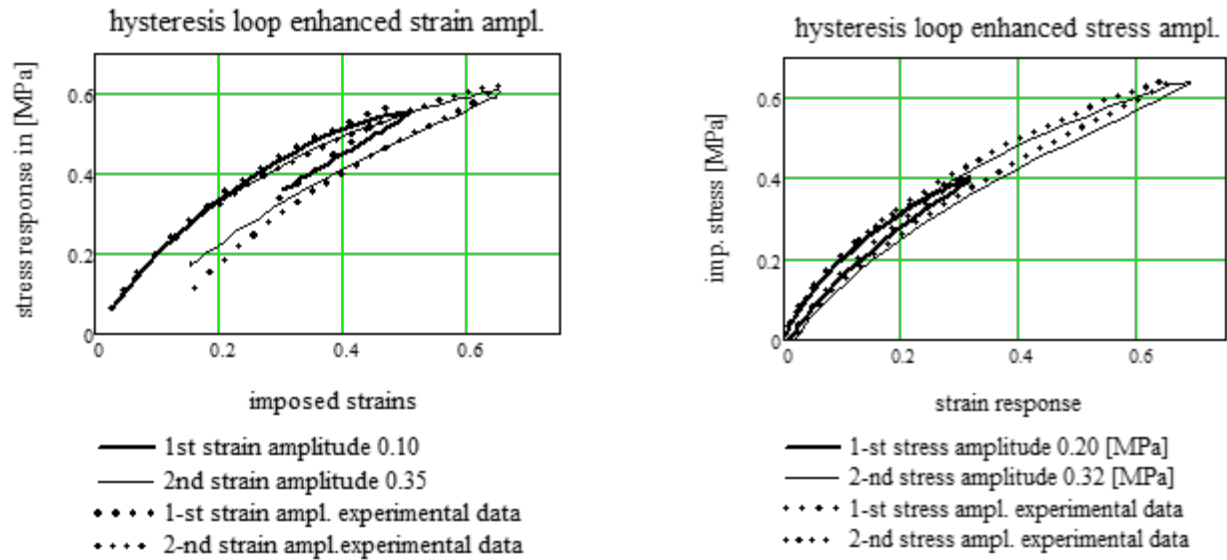 hysteresis loop enhanced strain ampl.
stress response in [MPa]
0.6
0.4
0.2
0
0
0.2
0.4
0.6
imposed strains
1st strain amplitude 0.10
2nd strain amplitude 0.35
1-st strain ampl. experimental data
2-nd strain ampl.experimental data
hysteresis loop enhanced stress ampl.
imp. stress [MPa]
0.6
0.4
0.2
0
0
0.2
0.4
0.6
strain response
1-st stress amplitude 0.20 [MPa]
2-nd stress amplitude 0.32 [MPa]
1-st stress ampl. experimental data
2-nd stress ampl. experimental data